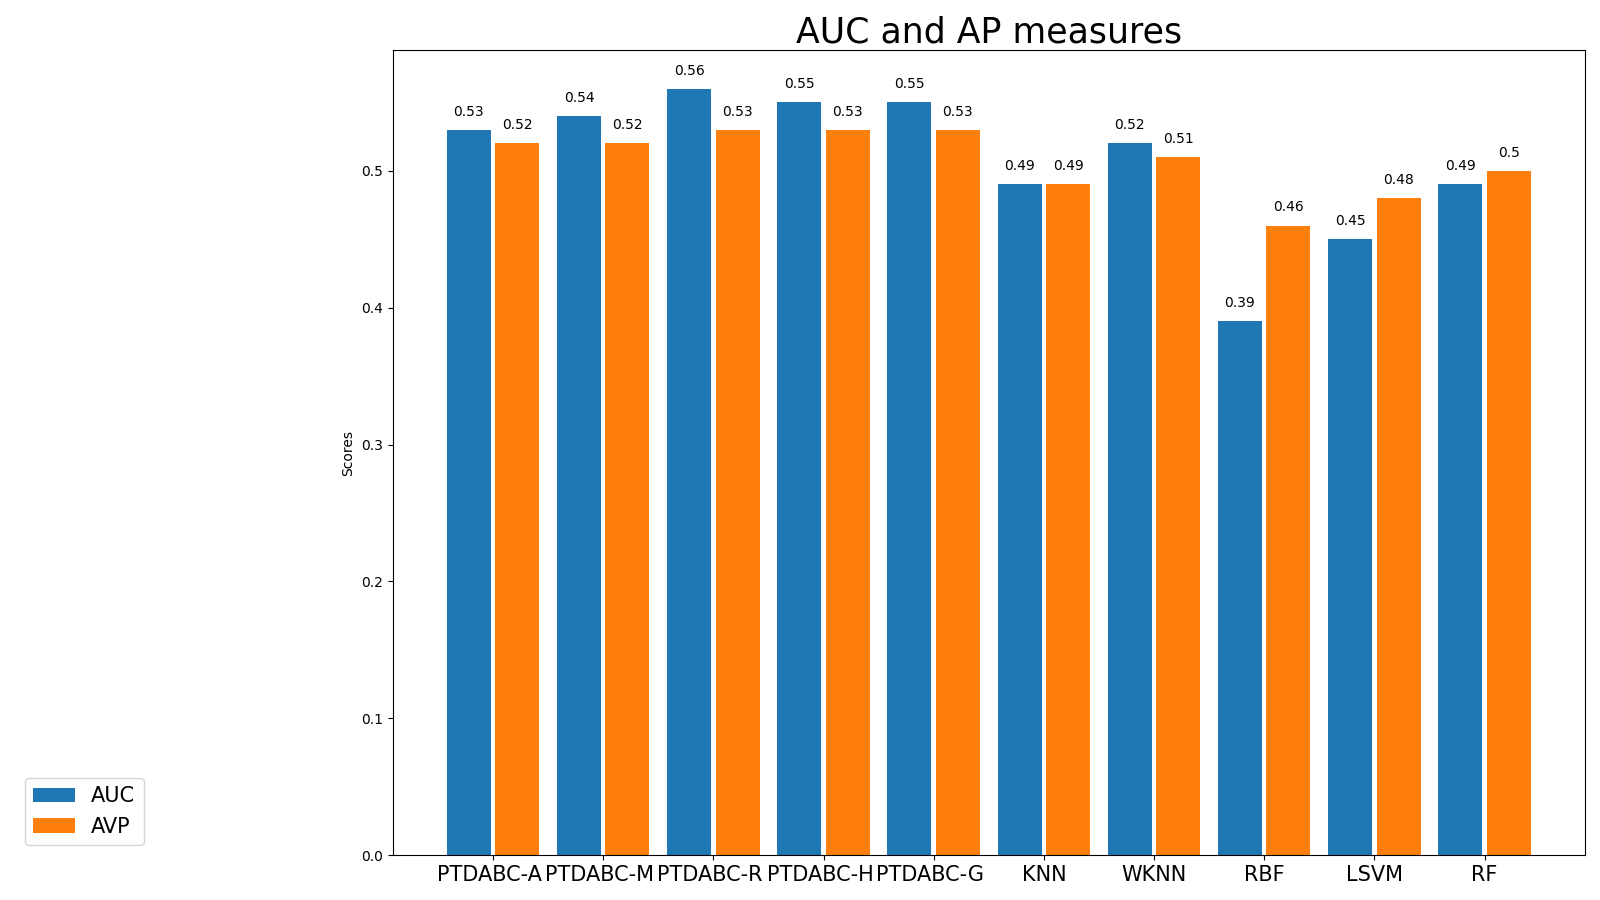 AUC and AP measures
0.53 0.52 0.54 0.52 0.56 0.53 0.55 0.53 0.55 0.53 0.49 0.49 0.52 0.51 0.39 0.46 0.45 0.48 0.49 0.5
Scores
0.5
0.4
0.3
0.2
0.1
0.0
PTDABC-A PTDABC-M PTDABC-R PTDABC-H PTDABC-G KNN WKNN RBF LSVM RF
AUC
AVP